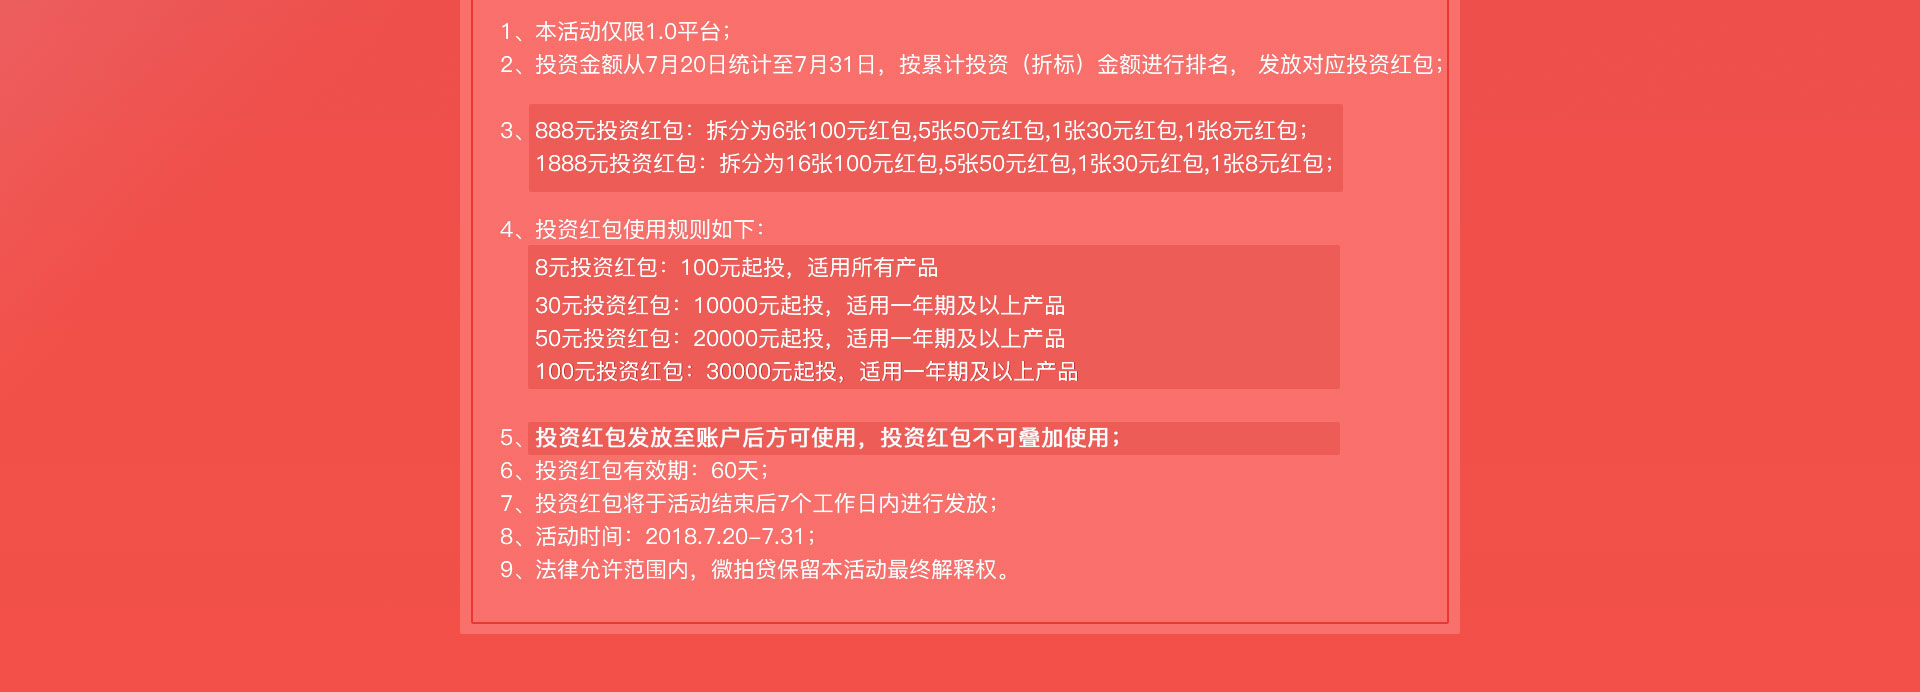 1、本活动仅限1.0平台；
2、投资金额从7月20日统计至7月31日，按累计投资（折标）金额进行排名， 发放对应投资红包；
3、888元投资红包：拆分为6张100元红包,5张50元红包,1张30元红包,1张8元红包；
1888元投资红包：拆分为16张100元红包,5张50元红包,1张30元红包,1张8元红包；
4、投资红包使用规则如下：
8元投资红包：100元起投，适用所有产品
30元投资红包：10000元起投，适用一年期及以上产品
50元投资红包：20000元起投，适用一年期及以上产品
100元投资红包：30000元起投，适用一年期及以上产品
5、投资红包发放至账户后方可使用，投资红包不可叠加使用；
6、投资红包有效期：60天；
7、投资红包将于活动结束后7个工作日内进行发放；
8、活动时间：2018.7.20-7.31；
9、法律允许范围内，微拍贷保留本活动最终解释权。